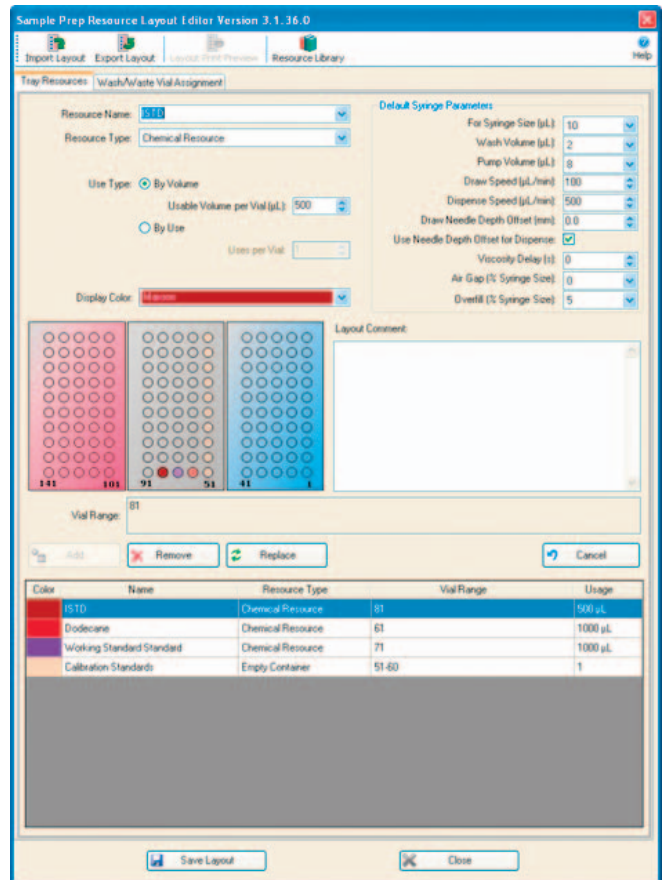 Sample Prep Resource Layout Editor Version 3.1.36.0
Import Layout Export Layout Layout Print Preview Resource Library Help
Tray Resources Wash/Waste Vial Assignment
Resource Name: ISTD
Resource Type: Chemical Resource
Use Type: By Volume
Usable Volume per Vial (µL): 500
By Use
Uses per Vial: 1
Display Color: Maroon
Default Syringe Parameters
For Syringe Size (µL): 10
Wash Volume (µL): 2
Pump Volume (µL): 8
Draw Speed (µL/min): 100
Dispense Speed (µL/min): 500
Draw Needle Depth Offset (mm): 0.0
Use Needle Depth Offset for Dispense:
Viscosity Delay (s): 0
Air Gap (% Syringe Size): 0
Overfill (% Syringe Size): 5
141 101 91 51 41 1
Layout Comment:
Vial Range: 81
Add Remove Replace Cancel
Color Name Resource Type Vial Range Usage
ISTD Chemical Resource 81 500 µL
Dodecane Chemical Resource 61 1000 µL
Working Standard Standard Chemical Resource 71 1000 µL
Calibration Standards Empty Container 51-60 1
Save Layout Close